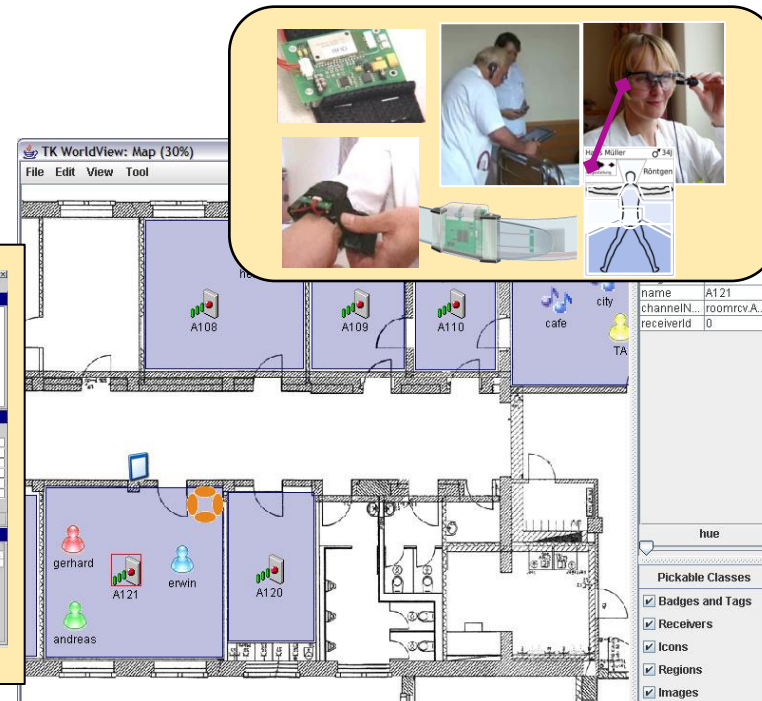 Hans Müller ♂ 34J
Röntgen
TK WorldView: Map (30%)
File Edit View Tool
name A121
channelN... roomrcv.A...
receiverId 0
A108
A109
A110
cafe
city
TA
gerhard
A121
erwin
andreas
A120
hue
Pickable Classes
Badges and Tags
Receivers
Icons
Regions
Images